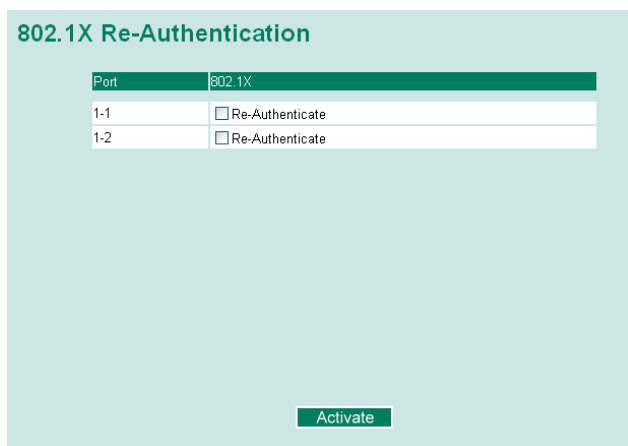 802.1X Re-Authentication
Port 802.1X
1-1 Re-Authenticate
1-2 Re-Authenticate
Activate